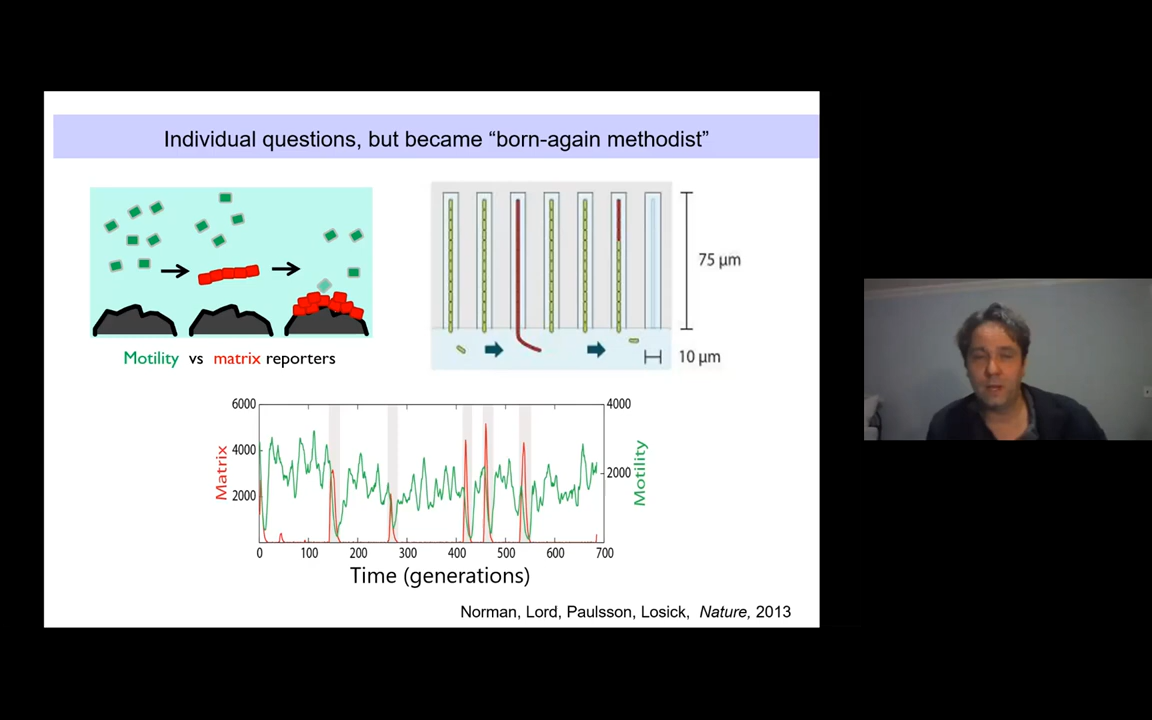 Individual questions, but became “born-again methodist”
Motility vs matrix reporters
75 μm
10 μm
6000
4000
2000
Matrix
4000
2000
Motility
0 100 200 300 400 500 600 700
Time (generations)
Norman, Lord, Paulsson, Losick, Nature, 2013